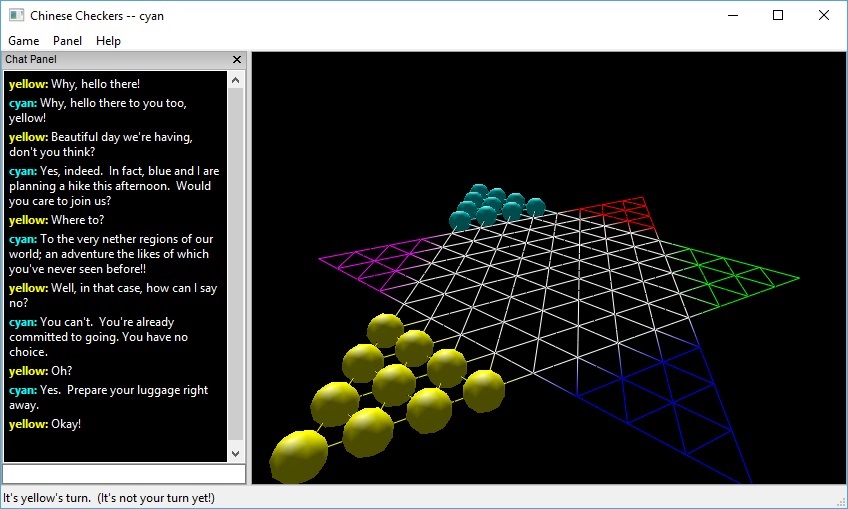 Chinese Checkers -- cyan
Game Panel Help
Chat Panel
yellow: Why, hello there!
cyan: Why, hello there to you too,
yellow!
yellow: Beautiful day we're having,
don't you think?
cyan: Yes, indeed.  In fact, blue and I are
planning a hike this afternoon.  Would
you care to join us?
yellow: Where to?
cyan: To the very nether regions of our
world; an adventure the likes of which
you've never seen before!!
yellow: Well, in that case, how can I say
no?
cyan: You can't.  You're already
committed to going. You have no
choice.
yellow: Oh?
cyan: Yes.  Prepare your luggage right
away.
yellow: Okay!
It's yellow's turn.  (It's not your turn yet!)